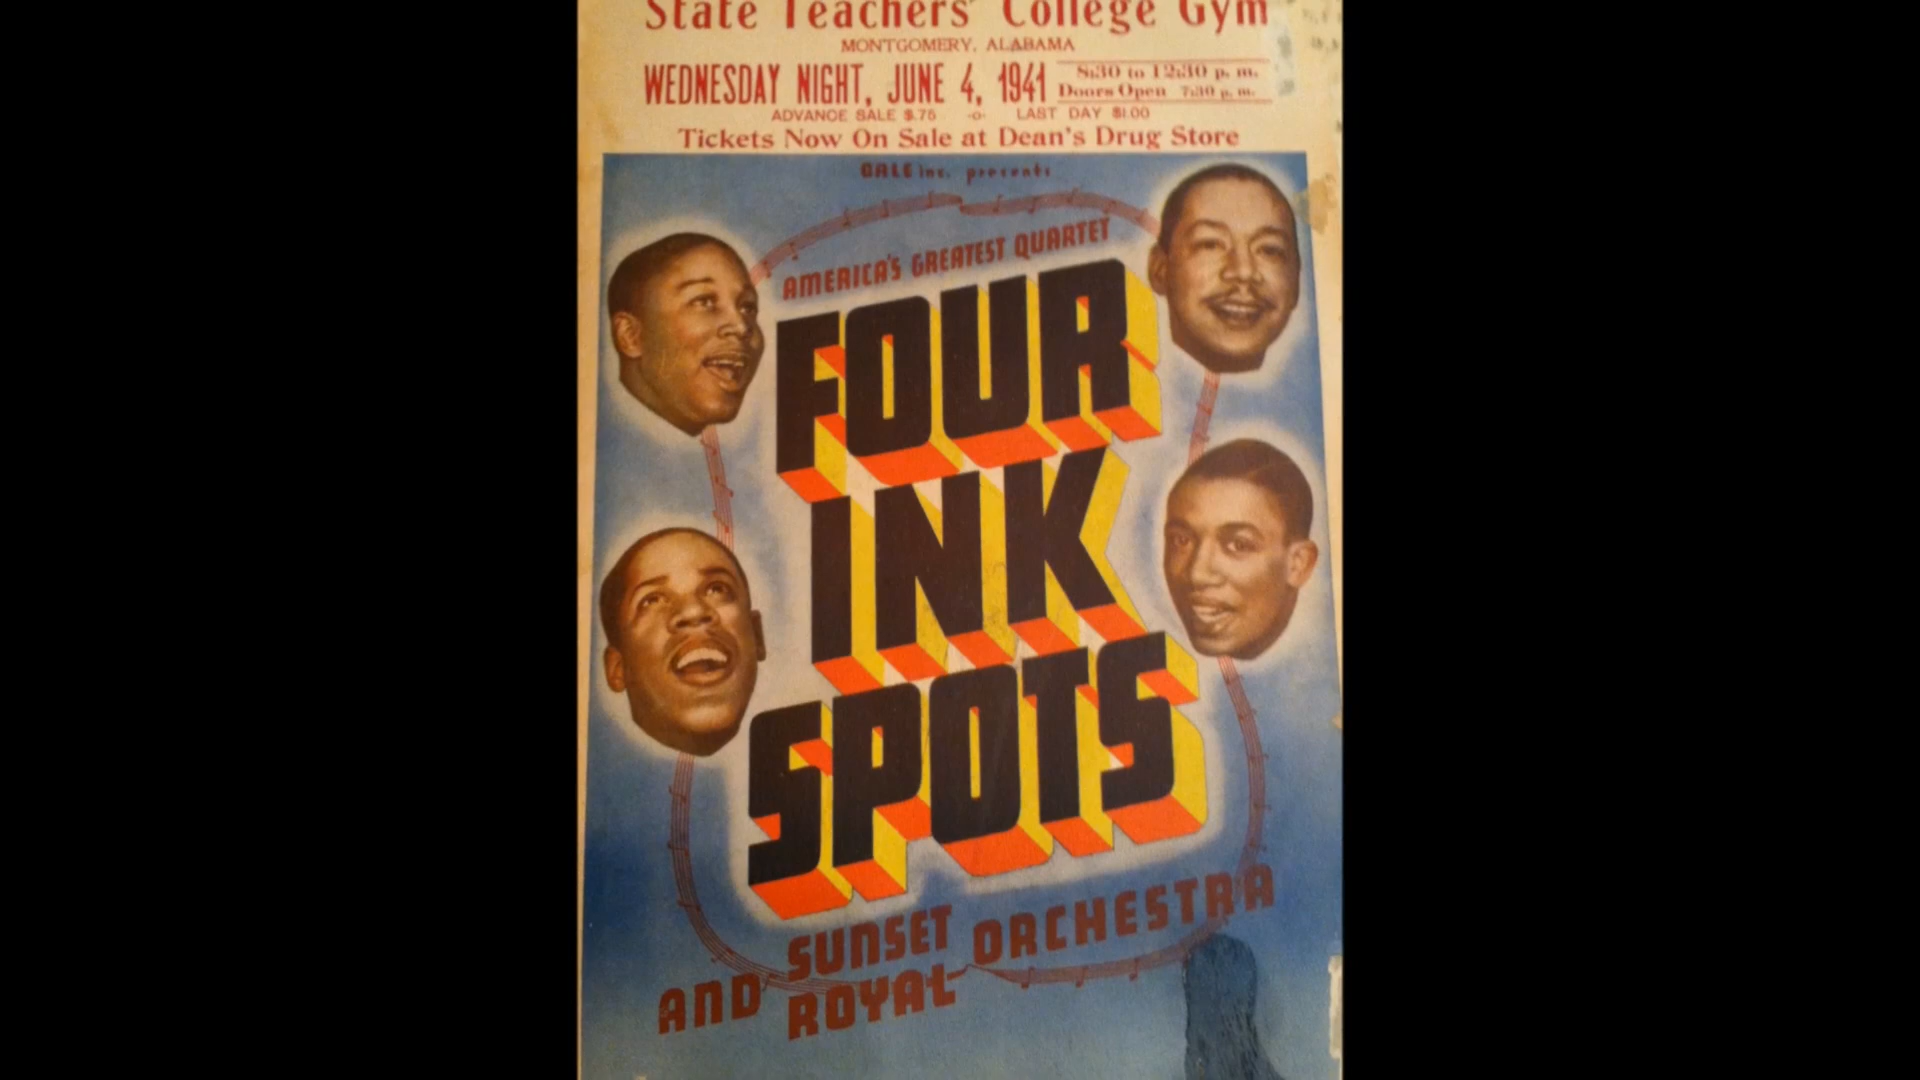 State Teachers' College Gym
MONTGOMERY, ALABAMA
WEDNESDAY NIGHT, JUNE 4, 1941
8:30 to 12:30 p. m.
Doors Open 7:30 p. m.
ADVANCE SALE $.75 -o- LAST DAY $1.00
Tickets Now On Sale at Dean's Drug Store
GALE inc. presents
AMERICA'S GREATEST QUARTET
FOUR
INK
SPOTS
AND SUNSET ROYAL ORCHESTRA